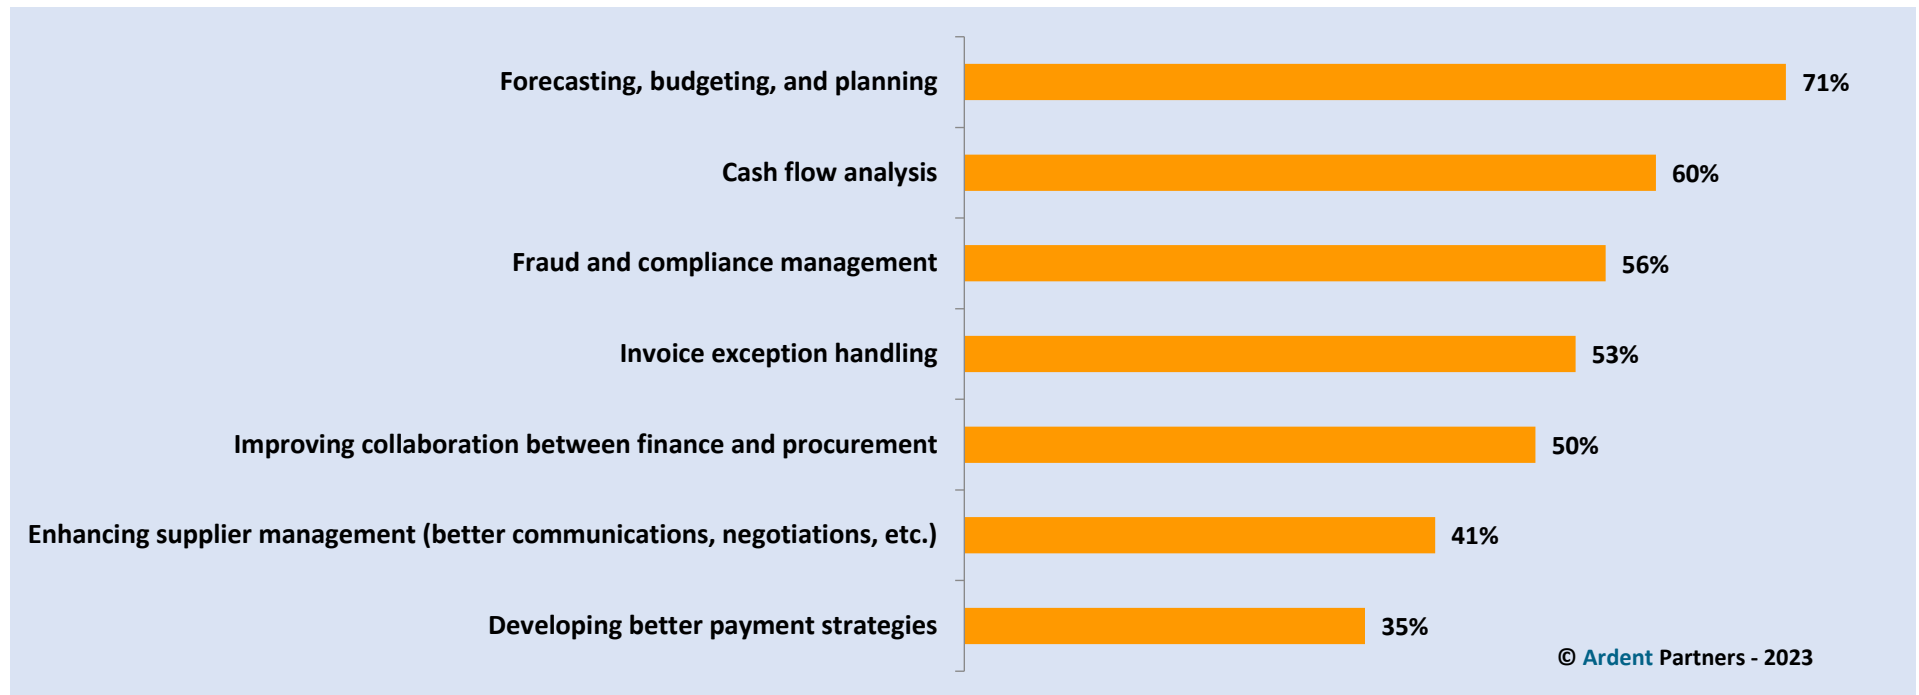 Forecasting, budgeting, and planning 71%
Cash flow analysis 60%
Fraud and compliance management 56%
Invoice exception handling 53%
Improving collaboration between finance and procurement 50%
Enhancing supplier management (better communications, negotiations, etc.) 41%
Developing better payment strategies 35%
© Ardent Partners - 2023